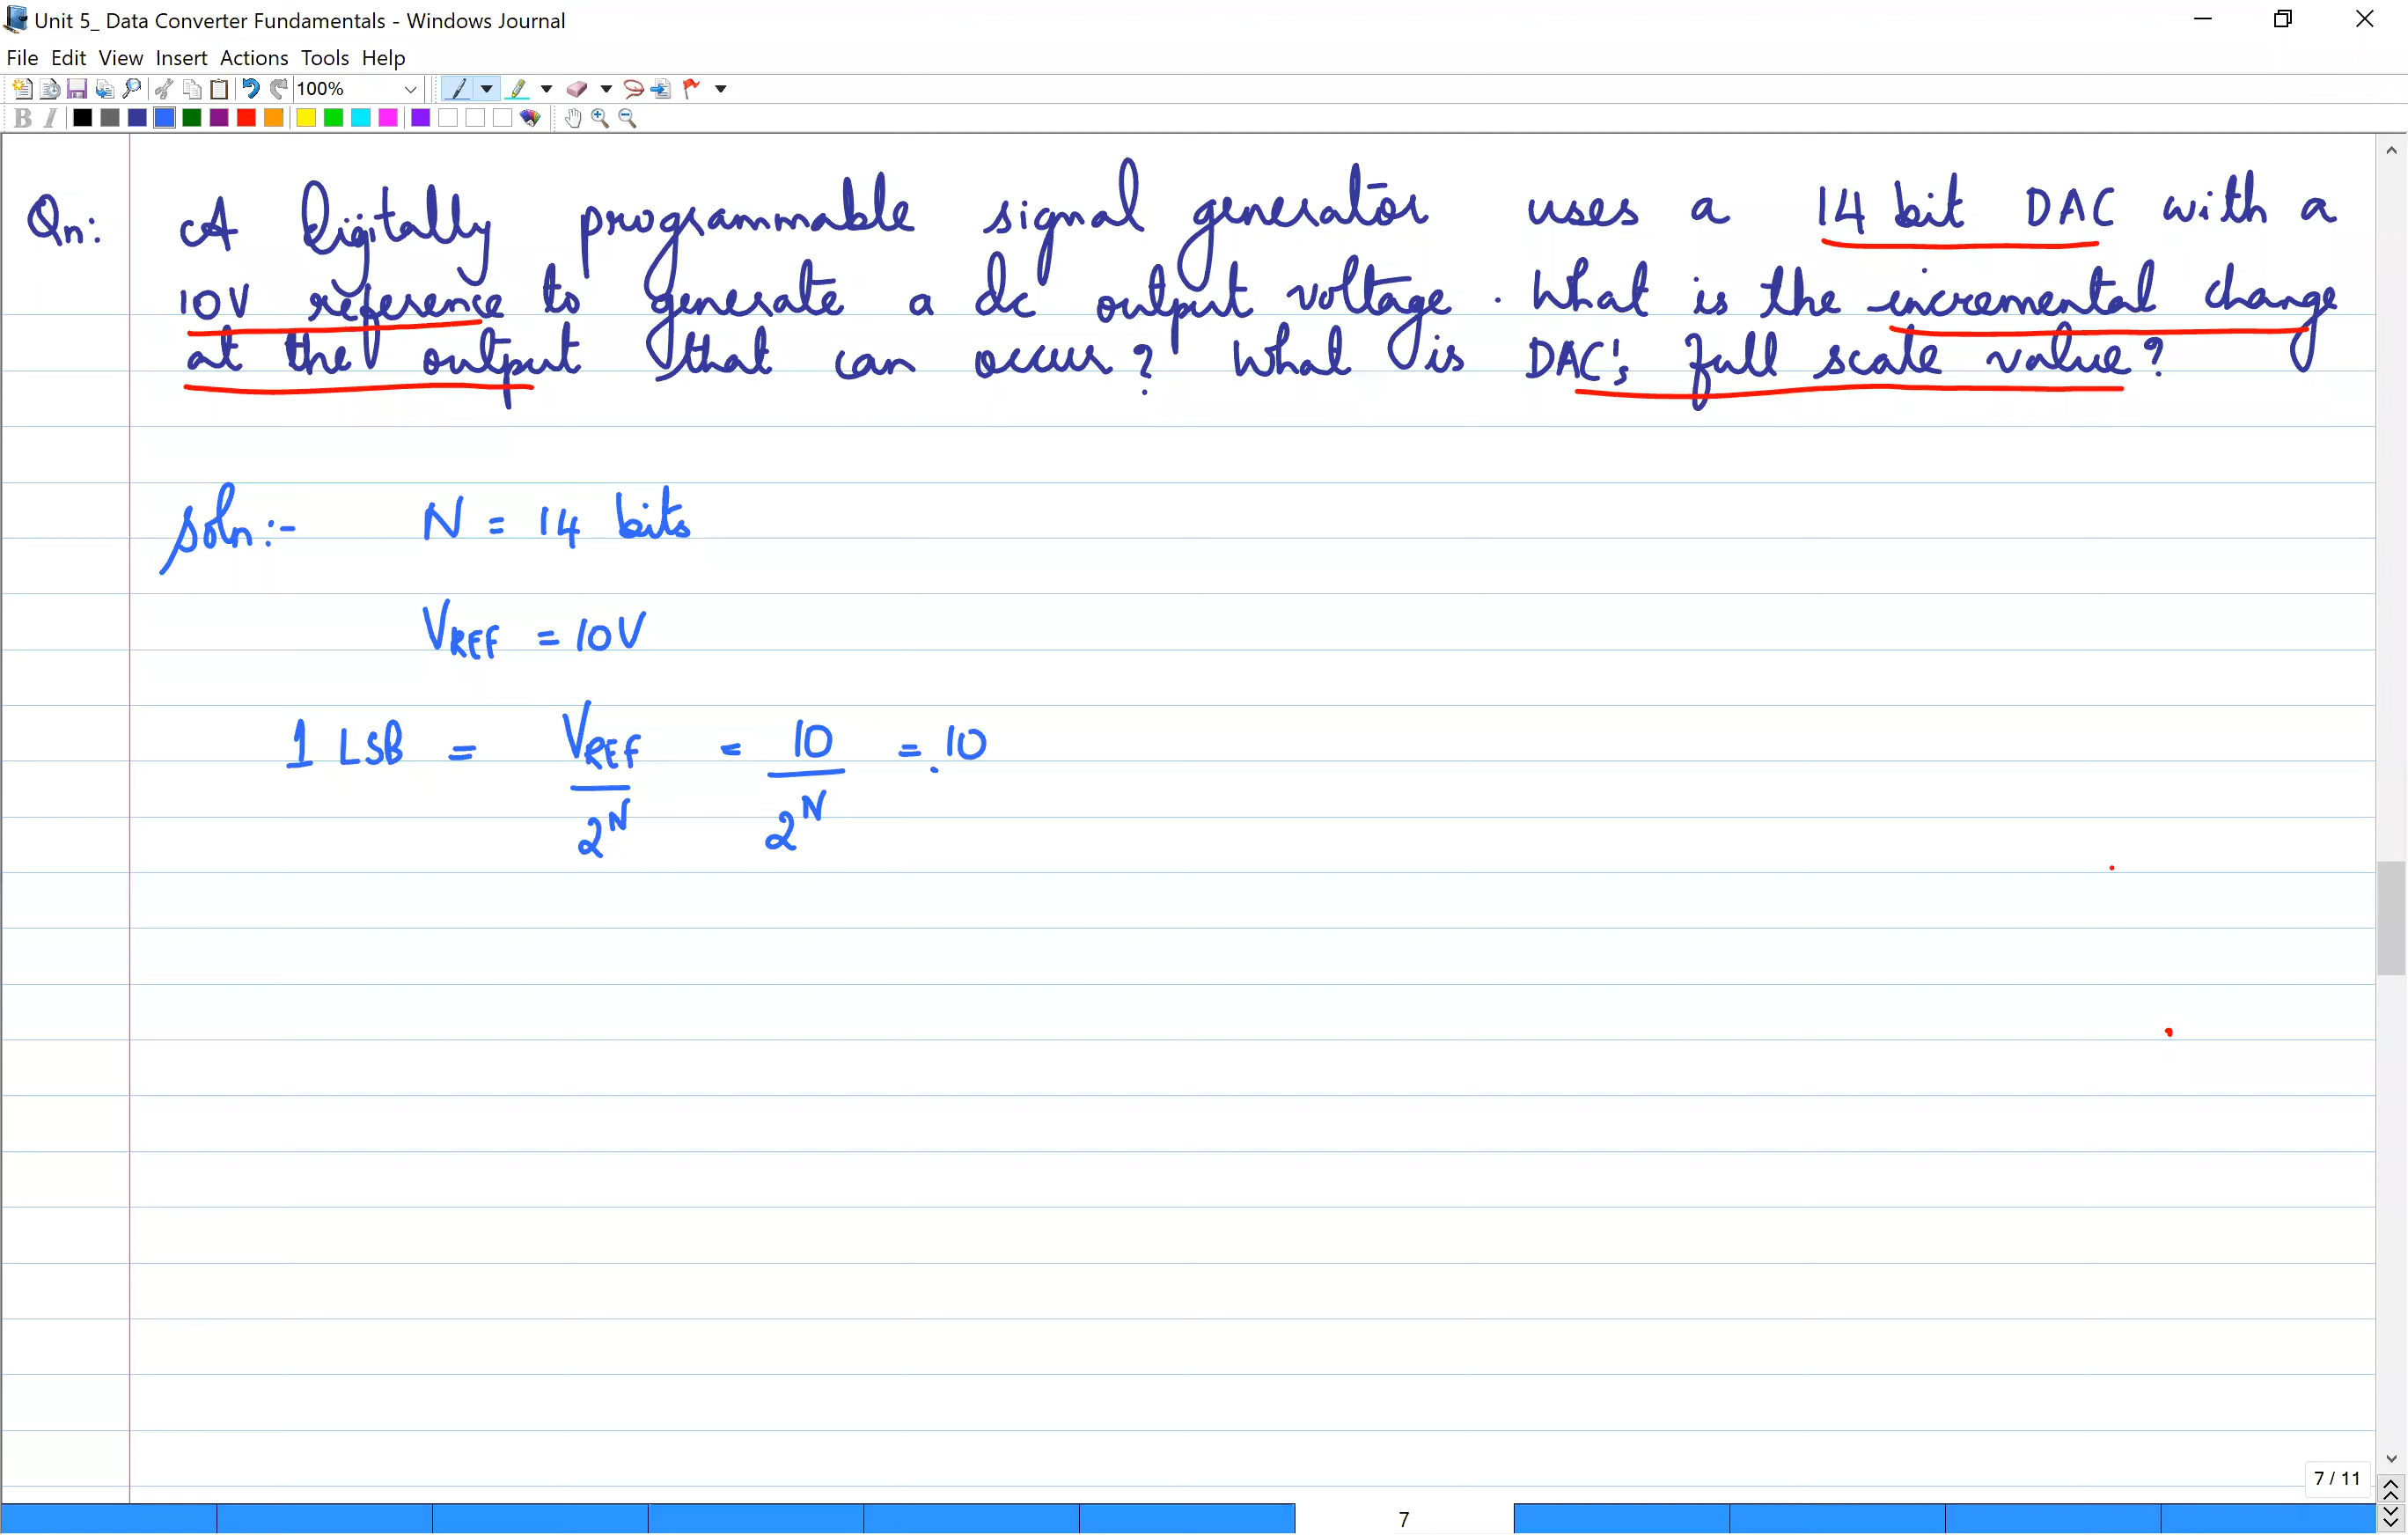 Unit 5_ Data Converter Fundamentals - Windows Journal
File Edit View Insert Actions Tools Help
100%
B I
Qn: A Digitally programmable signal generator uses a 14 bit DAC with a
10V reference to generate a dc output voltage. What is the incremental change
at the output that can occur? What is DAC's full scale value?
Soln:- N = 14 bits
VREF = 10V
1 LSB = VREF/2^N = 10/2^N = 10
7 / 11
7